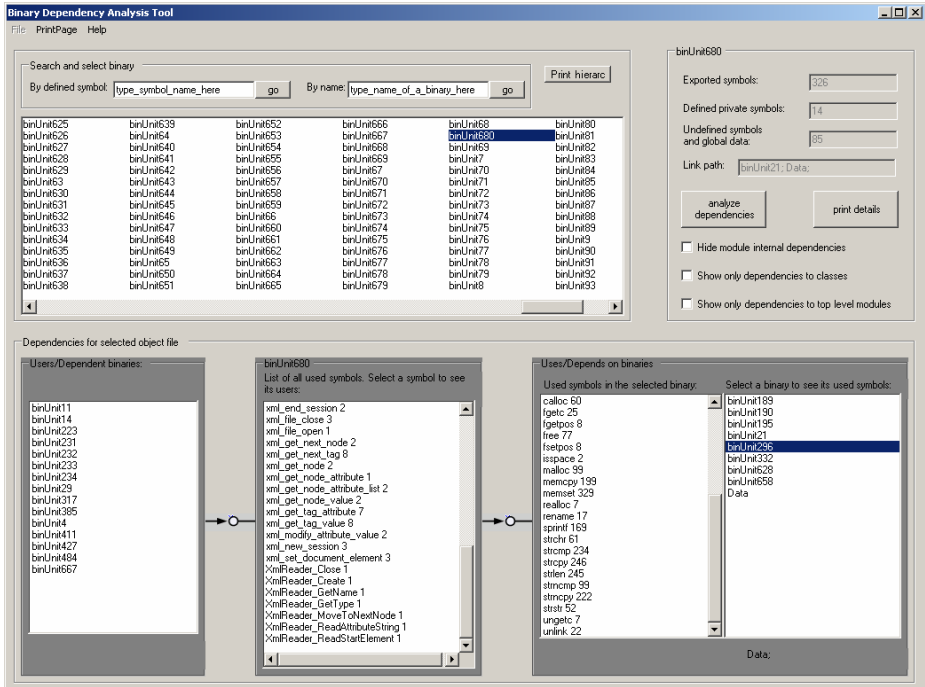 Binary Dependency Analysis Tool
File PrintPage Help
Search and select binary
By defined symbol: type_symbol_name_here go By name: type_name_of_a_binary_here go
Print hierarc
binUnit625 binUnit639 binUnit652 binUnit666 binUnit68 binUnit80
binUnit626 binUnit64 binUnit653 binUnit667 binUnit680 binUnit81
binUnit627 binUnit640 binUnit654 binUnit668 binUnit69 binUnit82
binUnit628 binUnit641 binUnit655 binUnit669 binUnit7 binUnit83
binUnit629 binUnit642 binUnit656 binUnit67 binUnit70 binUnit84
binUnit63 binUnit643 binUnit657 binUnit670 binUnit71 binUnit85
binUnit630 binUnit644 binUnit658 binUnit671 binUnit72 binUnit86
binUnit631 binUnit645 binUnit659 binUnit672 binUnit73 binUnit87
binUnit632 binUnit646 binUnit66 binUnit673 binUnit74 binUnit88
binUnit633 binUnit647 binUnit660 binUnit674 binUnit75 binUnit89
binUnit634 binUnit648 binUnit661 binUnit675 binUnit76 binUnit9
binUnit635 binUnit649 binUnit662 binUnit676 binUnit77 binUnit90
binUnit636 binUnit65 binUnit663 binUnit677 binUnit78 binUnit91
binUnit637 binUnit650 binUnit664 binUnit678 binUnit79 binUnit92
binUnit638 binUnit651 binUnit665 binUnit679 binUnit8 binUnit93
binUnit680
Exported symbols: 326
Defined private symbols: 14
Undefined symbols
and global data: 85
Link path: binUnit21; Data;
analyze
dependencies
print details
Hide module internal dependencies
Show only dependencies to classes
Show only dependencies to top level modules
Dependencies for selected object file
Users/Dependent binaries:
binUnit11
binUnit14
binUnit223
binUnit231
binUnit232
binUnit233
binUnit234
binUnit29
binUnit317
binUnit385
binUnit4
binUnit411
binUnit427
binUnit484
binUnit667
binUnit680
List of all used symbols. Select a symbol to see
its users:
xml_end_session 2
xml_file_close 3
xml_file_open 1
xml_get_next_node 2
xml_get_next_tag 8
xml_get_node 2
xml_get_node_attribute 1
xml_get_node_attribute_list 2
xml_get_node_value 2
xml_get_tag_attribute 7
xml_get_tag_value 8
xml_modify_attribute_value 2
xml_new_session 3
xml_set_document_element 3
XmlReader_Close 1
XmlReader_Create 1
XmlReader_GetName 1
XmlReader_GetType 1
XmlReader_MoveToNextNode 1
XmlReader_ReadAttributeString 1
XmlReader_ReadStartElement 1
Uses/Depends on binaries
Used symbols in the selected binary:
calloc 60
fgetc 25
fgetpos 8
free 77
fsetpos 8
isspace 2
malloc 99
memcpy 199
memset 329
realloc 7
rename 17
sprintf 169
strchr 61
strcmp 234
strcpy 246
strlen 245
strncmp 99
strncpy 222
strstr 52
ungetc 7
unlink 22
Select a binary to see its used symbols:
binUnit189
binUnit190
binUnit195
binUnit21
binUnit296
binUnit332
binUnit628
binUnit658
Data
Data;